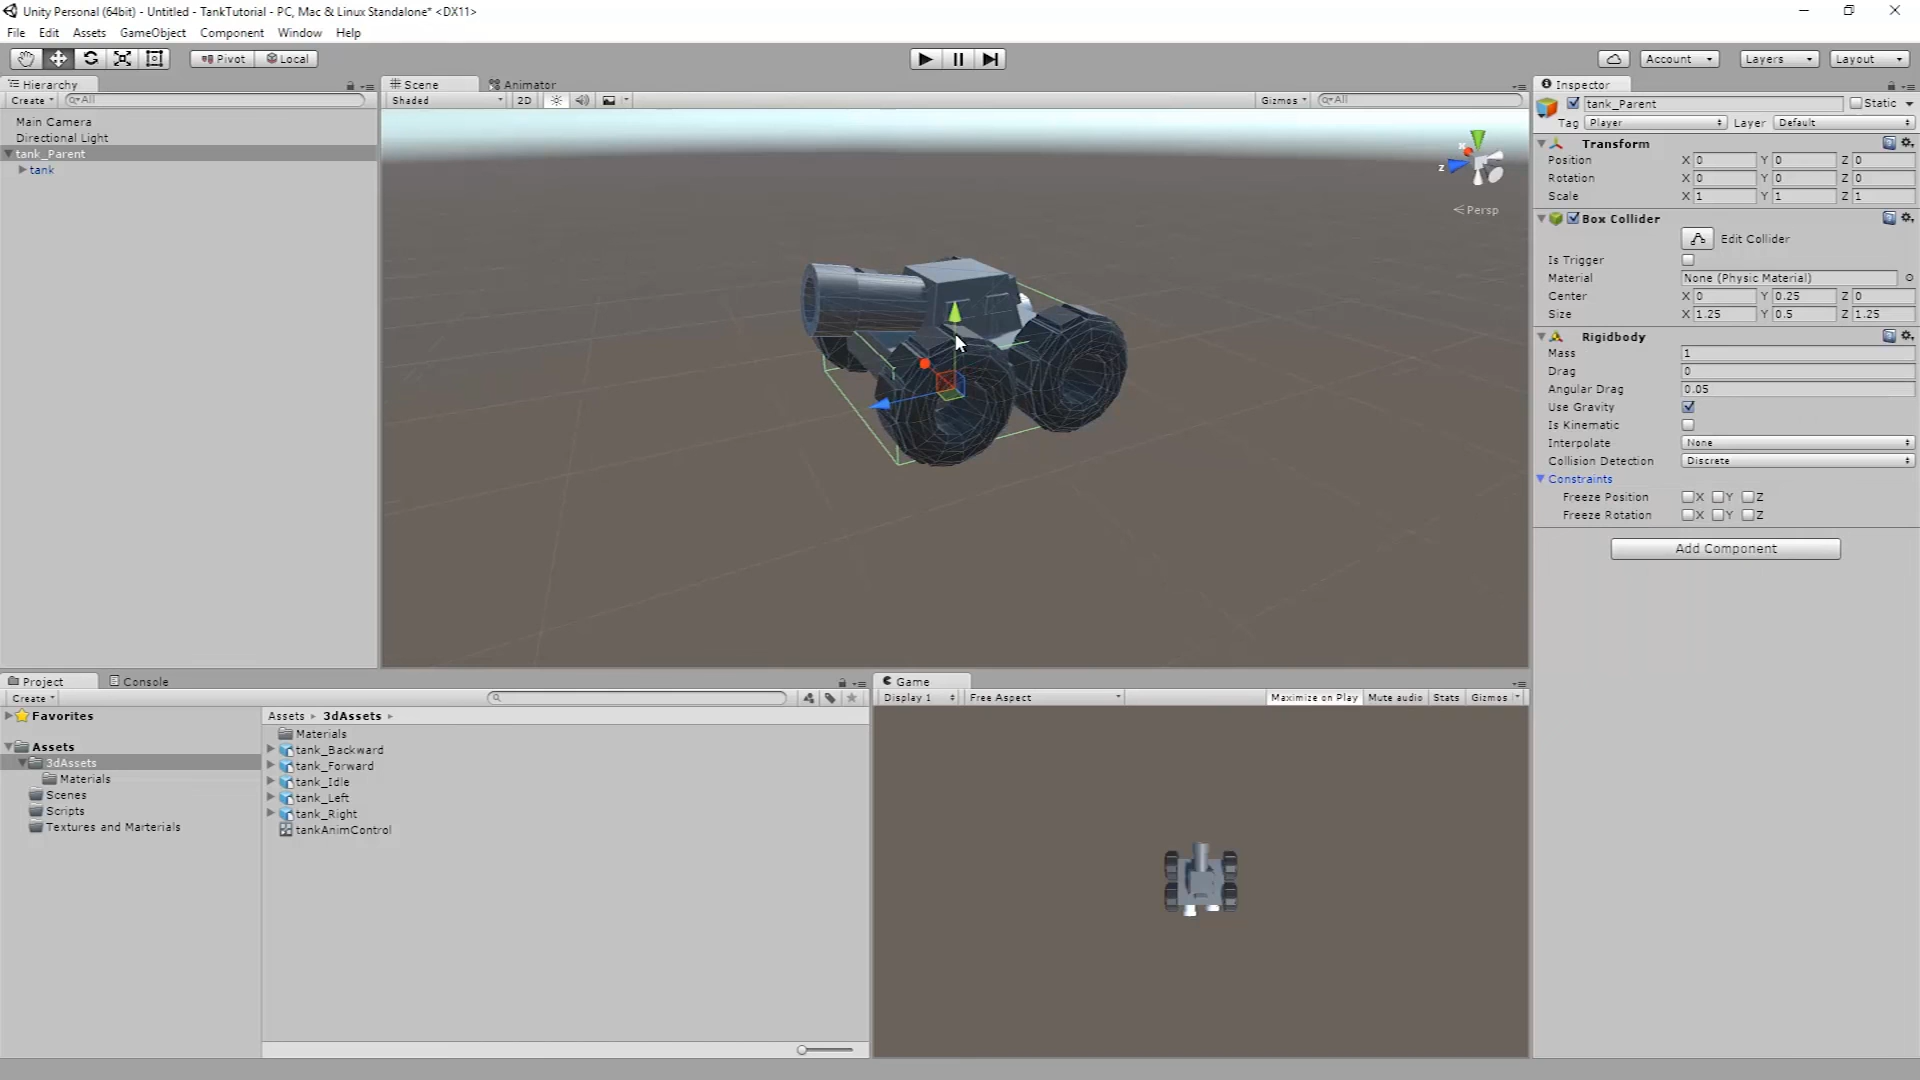 Unity Personal (64bit) - Untitled - TankTutorial - PC, Mac & Linux Standalone* <DX11>
File Edit Assets GameObject Component Window Help
Pivot Local Account Layers Layout
Hierarchy
Create All
Main Camera
Directional Light
tank_Parent
tank
Scene Animator
Shaded 2D Gizmos All
x
z
Persp
Inspector
tank_Parent Static
Tag Player Layer Default
Transform
Position X 0 Y 0 Z 0
Rotation X 0 Y 0 Z 0
Scale X 1 Y 1 Z 1
Box Collider
Edit Collider
Is Trigger
Material None (Physic Material)
Center X 0 Y 0.25 Z 0
Size X 1.25 Y 0.5 Z 1.25
Rigidbody
Mass 1
Drag 0
Angular Drag 0.05
Use Gravity
Is Kinematic
Interpolate None
Collision Detection Discrete
Constraints
Freeze Position X Y Z
Freeze Rotation X Y Z
Add Component
Project Console
Create
Favorites
Assets
3dAssets
Materials
Scenes
Scripts
Textures and Marterials
Assets 3dAssets
Materials
tank_Backward
tank_Forward
tank_Idle
tank_Left
tank_Right
tankAnimControl
Game
Display 1 Free Aspect Maximize on Play Mute audio Stats Gizmos